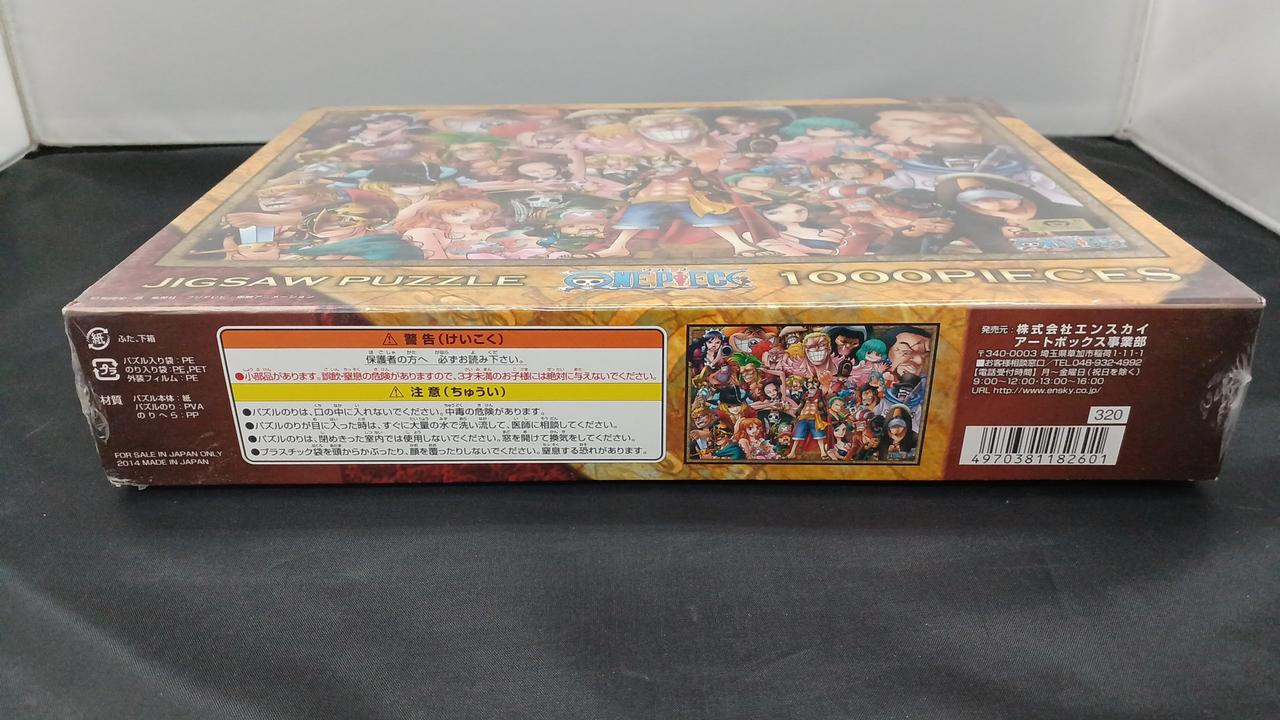 JIGSAW PUZZLE
ONE PIECE
1000PIECES
紙
ふた、下箱
プラ
パズル入り袋：PE
のり入り袋：PE,PET
外装フィルム：PE
材質
パズル本体：紙
パズルのり：PVA
のりへら：PP
FOR SALE IN JAPAN ONLY
2014 MADE IN JAPAN
警告(けいこく)
保護者の方へ 必ずお読み下さい。
●小部品があります。誤飲・窒息の危険がありますので、3才未満のお子様には絶対に与えないでください。
注意(ちゅうい)
●パズルのりは、口の中に入れないでください。中毒の危険があります。
●パズルのりが目に入った時は、すぐに大量の水で洗い流して、医師に相談してください。
●パズルのりは、閉めきった室内では使用しないでください。窓を開けて換気をしてください。
●プラスチック袋を頭からかぶったり、顔を覆ったりしないでください。窒息する恐れがあります。
発売元：株式会社エンスカイ
アートボックス事業部
〒340-0003 埼玉県草加市稲荷1-11-1
■お客様相談窓口／TEL 048-932-4992
【電話受付時間】月～金曜日(祝日を除く)
9:00～12:00・13:00～16:00
URL http://www.ensky.co.jp/
320
4970381182601